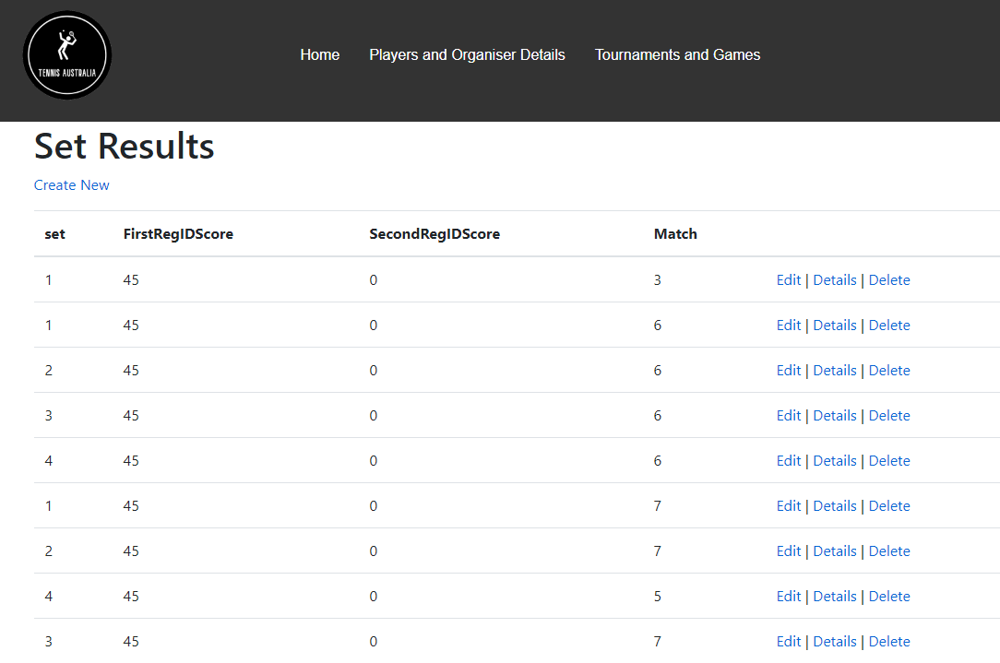 TENNIS AUSTRALIA
Home Players and Organiser Details Tournaments and Games
Set Results
Create New
set FirstRegIDScore SecondRegIDScore Match
1 45 0 3 Edit | Details | Delete
1 45 0 6 Edit | Details | Delete
2 45 0 6 Edit | Details | Delete
3 45 0 6 Edit | Details | Delete
4 45 0 6 Edit | Details | Delete
1 45 0 7 Edit | Details | Delete
2 45 0 7 Edit | Details | Delete
4 45 0 5 Edit | Details | Delete
3 45 0 7 Edit | Details | Delete